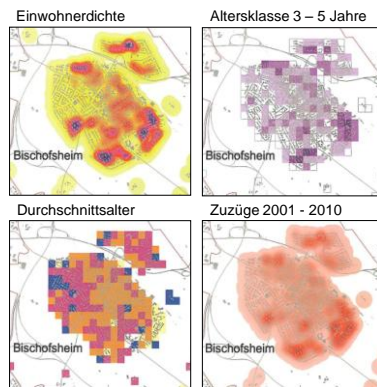 Einwohnerdichte
Altersklasse 3 – 5 Jahre
Bischofsheim
Bischofsheim
Durchschnittsalter
Zuzüge 2001 - 2010
Bischofsheim
Bischofsheim